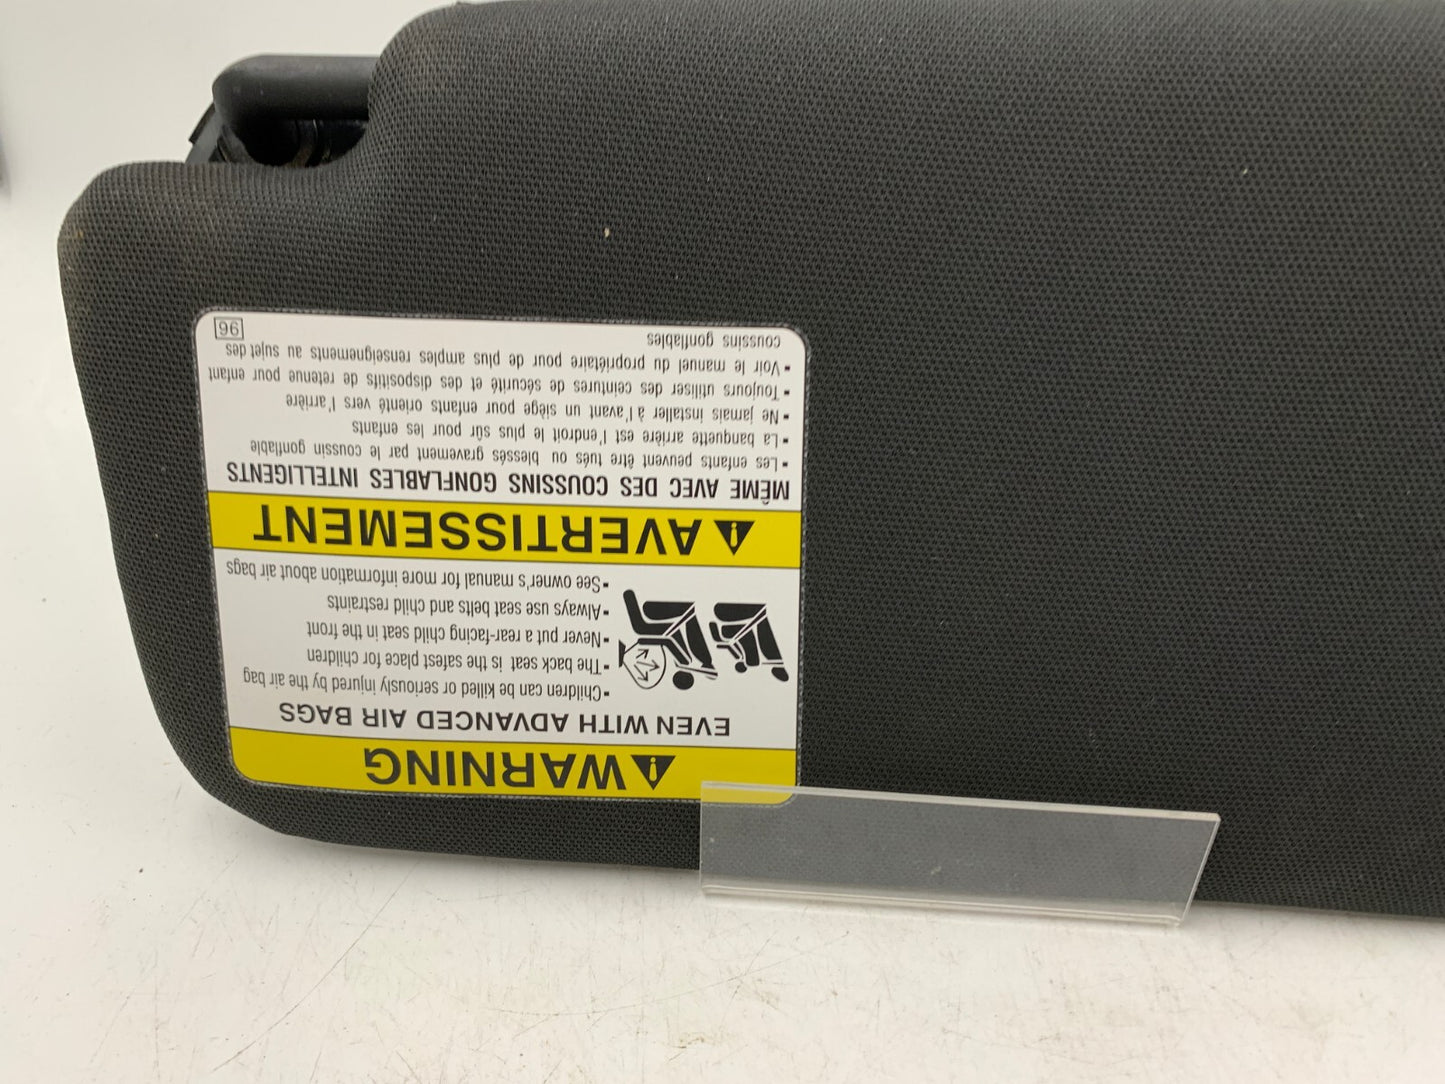 WARNING
EVEN WITH ADVANCED AIR BAGS
▪Children can be killed or seriously injured by the air bag
▪The back seat is the safest place for children
▪Never put a rear-facing child seat in the front
▪Always use seat belts and child restraints
▪See owner's manual for more information about air bags
AVERTISSEMENT
MÊME AVEC DES COUSSINS GONFLABLES INTELLIGENTS
▪Les enfants peuvent être tués ou blessés gravement par le coussin gonflable
▪La banquette arrière est l'endroit le plus sûr pour les enfants
▪Ne jamais installer à l'avant un siège pour enfants orienté vers l'arrière
▪Toujours utiliser des ceintures de sécurité et des dispositifs de retenue pour enfant
▪Voir le manuel du propriétaire pour de plus amples renseignements au sujet des
coussins gonflables
96